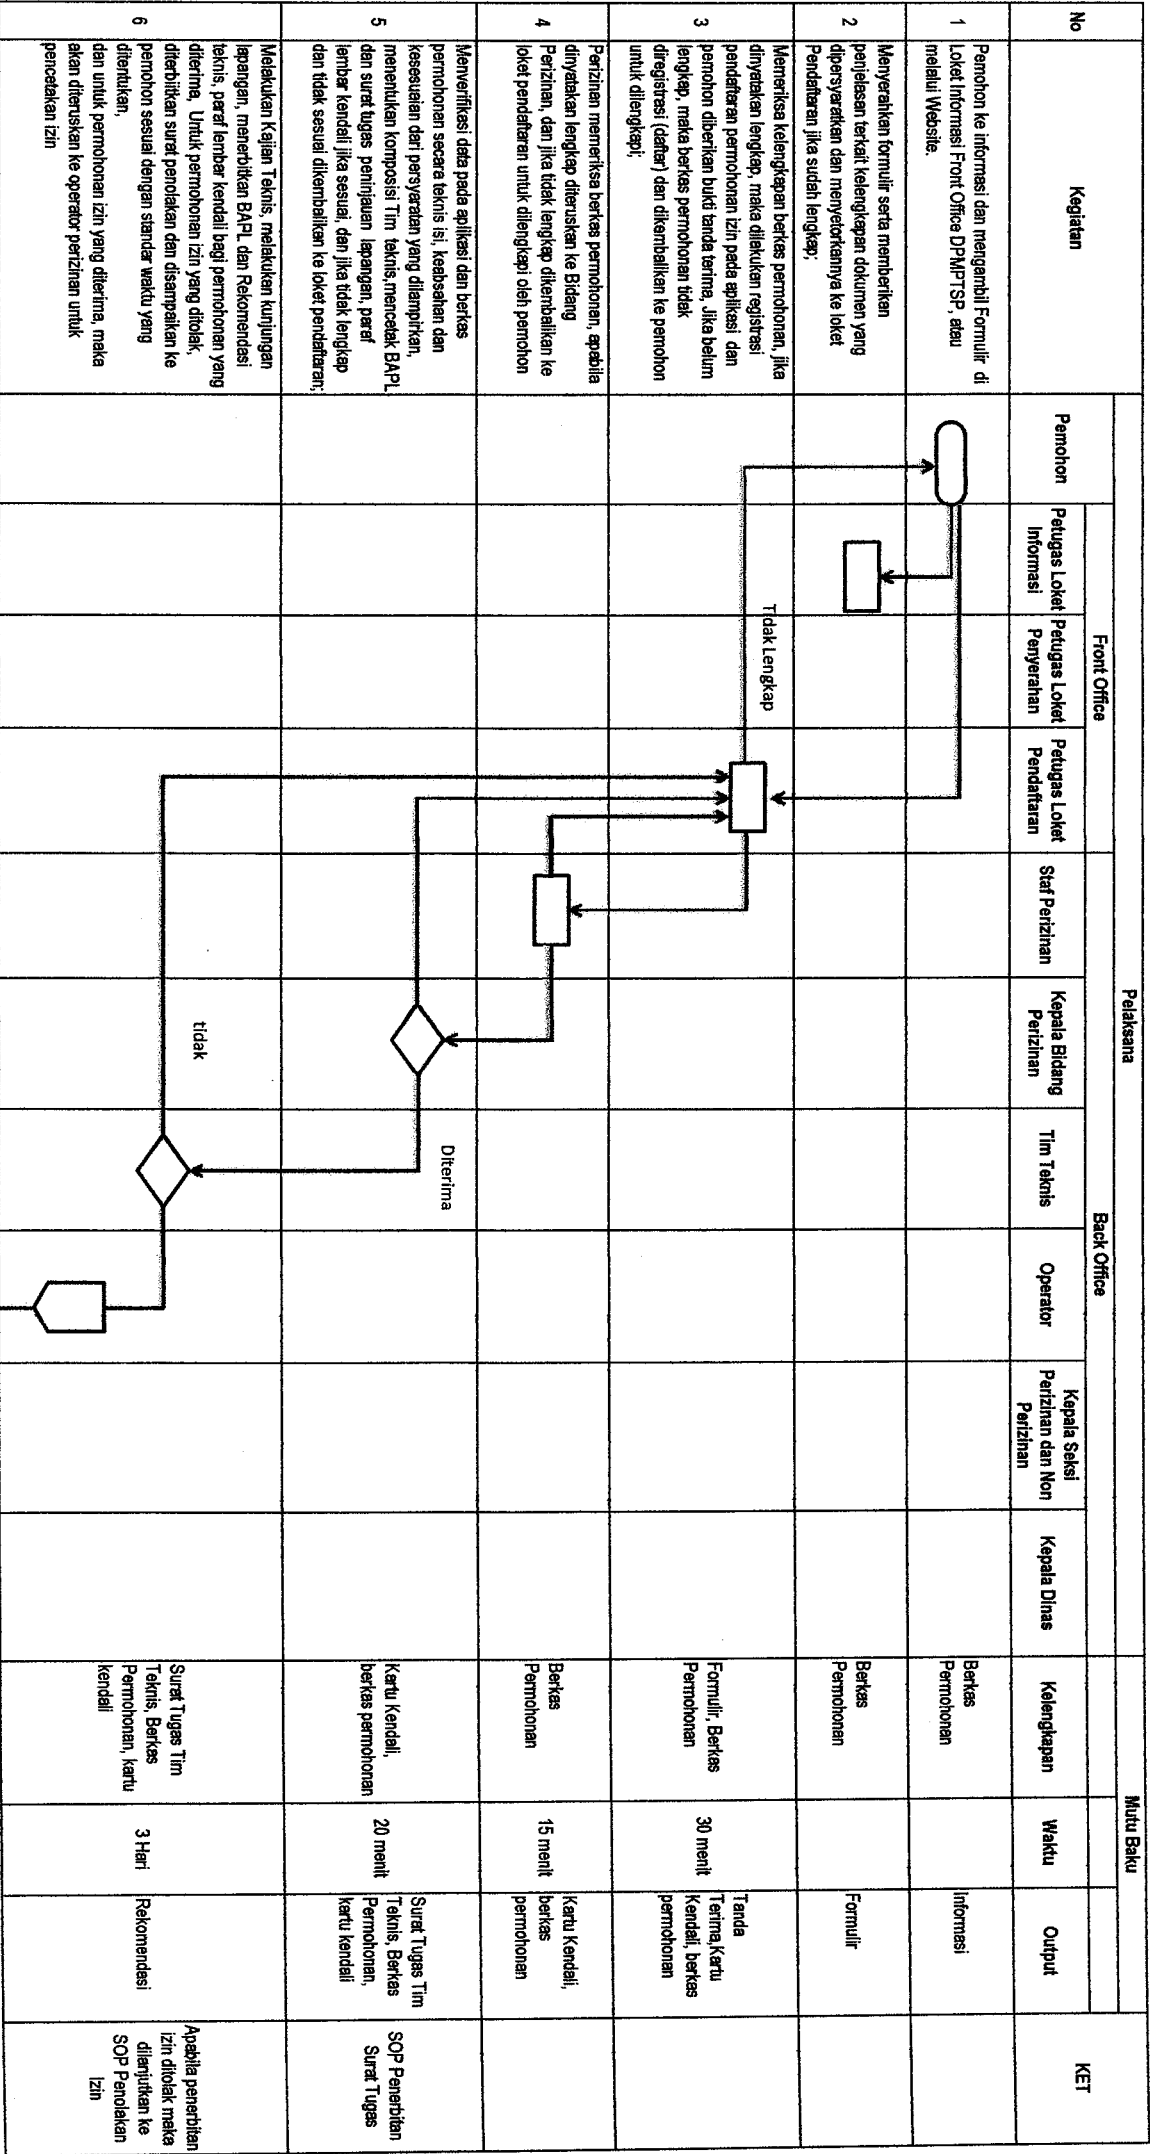 No
Kegiatan
Pelaksana
Mutu Baku
KET
Front Office
Back Office
Pemohon
Petugas Loket
Informasi
Petugas Loket
Penyerahan
Petugas Loket
Pendaftaran
Staf Perizinan
Kepala Bidang
Perizinan
Tim Teknis
Operator
Kepala Seksi
Perizinan dan Non
Perizinan
Kepala Dinas
Kelengkapan
Waktu
Output
1
Pemohon ke informasi dan mengambil Formulir di
Loket Informasi Front Office DPMPTSP, atau
melalui Website.
Berkas
Permohonan
Informasi
2
Menyerahkan formulir serta memberikan
penjelasan terkait kelengkapan dokumen yang
dipersyaratkan dan menyetorkannya ke loket
Pendaftaran jika sudah lengkap;
Berkas
Permohonan
Formulir
3
Memeriksa kelengkapan berkas permohonan, jika
dinyatakan lengkap, maka dilakukan registrasi
pendaftaran permohonan izin pada aplikasi dan
pemohon diberikan bukti tanda terima, Jika belum
lengkap, maka berkas permohonan tidak
diregistrasi (daftar) dan dikembalikan ke pemohon
untuk dilengkapi;
Tidak Lengkap
Formulir, Berkas
Permohonan
30 menit
Tanda
Terima,Kartu
Kendali, berkas
permohonan
4
Perizinan memeriksa berkas permohonan, apabila
dinyatakan lengkap diteruskan ke Bidang
Perizinan, dan jika tidak lengkap dikembalikan ke
loket pendaftaran untuk dilengkapi oleh pemohon
Berkas
Permohonan
15 menit
Kartu Kendali,
berkas
permohonan
5
Menverifikasi data pada aplikasi dan berkas
permohonan secara teknis isi, keabsahan dan
kesesuaian dari persyaratan yang dilampirkan,
menentukan komposisi Tim teknis,mencetak BAPL
dan surat tugas peninjauan lapangan, paraf
lembar kendali jika sesuai, dan jika tidak lengkap
dan tidak sesuai dikembalikan ke loket pendaftaran;
Diterima
Kartu Kendali,
berkas permohonan
20 menit
Surat Tugas Tim
Teknis, Berkas
Permohonan,
kartu kendali
SOP Penerbitan
Surat Tugas
6
Melakukan Kajian Teknis, melakukan kunjungan
lapangan, menerbitkan BAPL dan Rekomendasi
teknis, paraf lembar kendali bagi permohonan yang
diterima, Untuk permohonan izin yang ditolak,
diterbitkan surat penolakan dan disampaikan ke
pemohon sesuai dengan standar waktu yang
ditentukan,
dan untuk permohonan izin yang diterima, maka
akan diteruskan ke operator perizinan untuk
pencetakan izin
tidak
Surat Tugas Tim
Teknis, Berkas
Permohonan, kartu
kendali
3 Hari
Rekomendasi
Apabila penerbitan
izin ditolak maka
dilanjutkan ke
SOP Penolakan
Izin